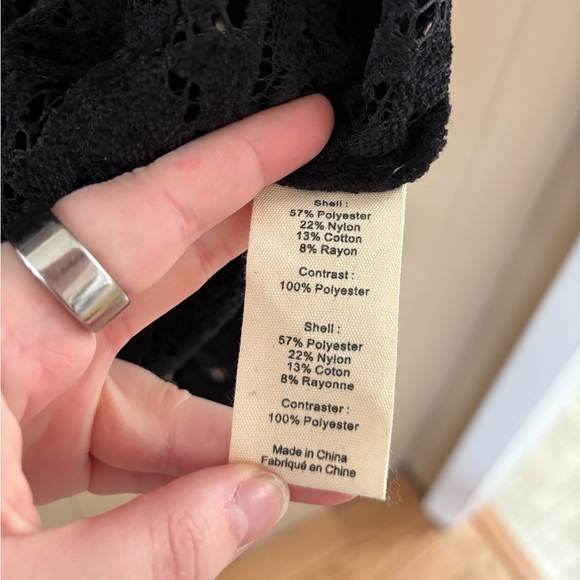 Shell :
57% Polyester
22% Nylon
13% Cotton
8% Rayon
Contrast :
100% Polyester
Shell :
57% Polyester
22% Nylon
13% Cotton
8% Rayonne
Contraster :
100% Polyester
Made in China
Fabriqué en Chine